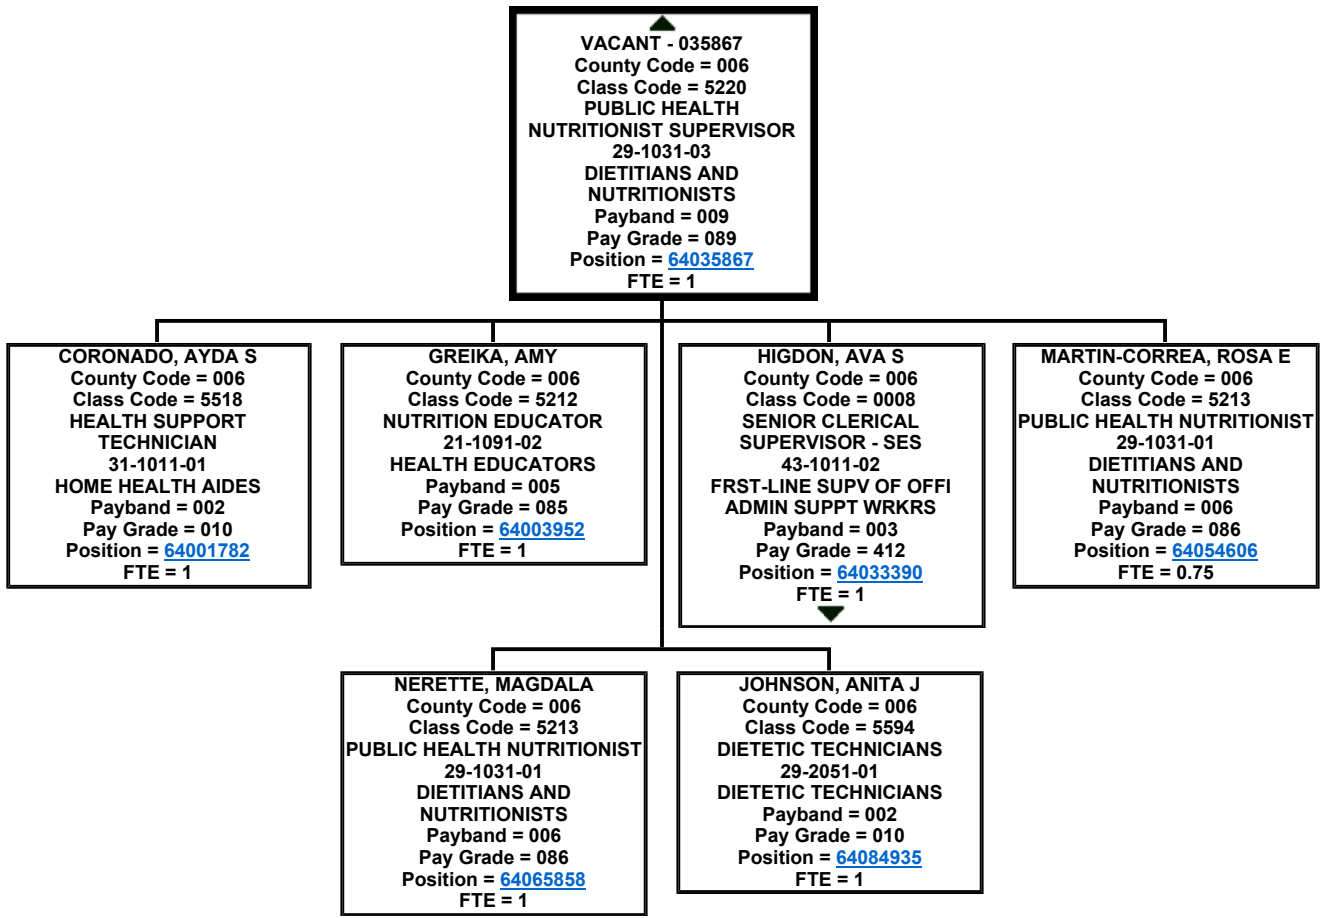 VACANT - 035867
County Code = 006
Class Code = 5220
PUBLIC HEALTH
NUTRITIONIST SUPERVISOR
29-1031-03
DIETITIANS AND
NUTRITIONISTS
Payband = 009
Pay Grade = 089
Position = 64035867
FTE = 1
CORONADO, AYDA S
County Code = 006
Class Code = 5518
HEALTH SUPPORT
TECHNICIAN
31-1011-01
HOME HEALTH AIDES
Payband = 002
Pay Grade = 010
Position = 64001782
FTE = 1
GREIKA, AMY
County Code = 006
Class Code = 5212
NUTRITION EDUCATOR
21-1091-02
HEALTH EDUCATORS
Payband = 005
Pay Grade = 085
Position = 64003952
FTE = 1
HIGDON, AVA S
County Code = 006
Class Code = 0008
SENIOR CLERICAL
SUPERVISOR - SES
43-1011-02
FRST-LINE SUPV OF OFFI
ADMIN SUPPT WRKRS
Payband = 003
Pay Grade = 412
Position = 64033390
FTE = 1
MARTIN-CORREA, ROSA E
County Code = 006
Class Code = 5213
PUBLIC HEALTH NUTRITIONIST
29-1031-01
DIETITIANS AND
NUTRITIONISTS
Payband = 006
Pay Grade = 086
Position = 64054606
FTE = 0.75
NERETTE, MAGDALA
County Code = 006
Class Code = 5213
PUBLIC HEALTH NUTRITIONIST
29-1031-01
DIETITIANS AND
NUTRITIONISTS
Payband = 006
Pay Grade = 086
Position = 64065858
FTE = 1
JOHNSON, ANITA J
County Code = 006
Class Code = 5594
DIETETIC TECHNICIANS
29-2051-01
DIETETIC TECHNICIANS
Payband = 002
Pay Grade = 010
Position = 64084935
FTE = 1